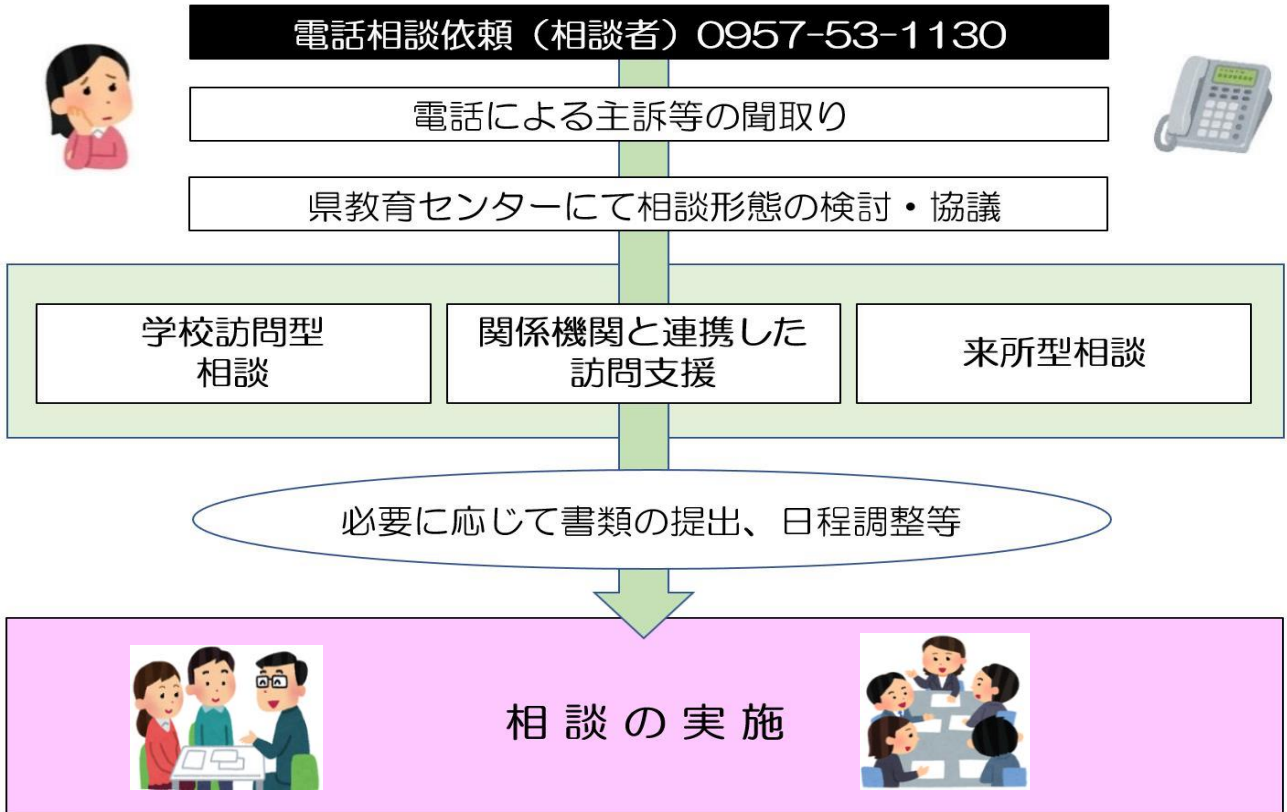 電話相談依頼（相談者）0957-53-1130
電話による主訴等の聞取り
県教育センターにて相談形態の検討・協議
学校訪問型
相談
関係機関と連携した
訪問支援
来所型相談
必要に応じて書類の提出、日程調整等
相談の実施